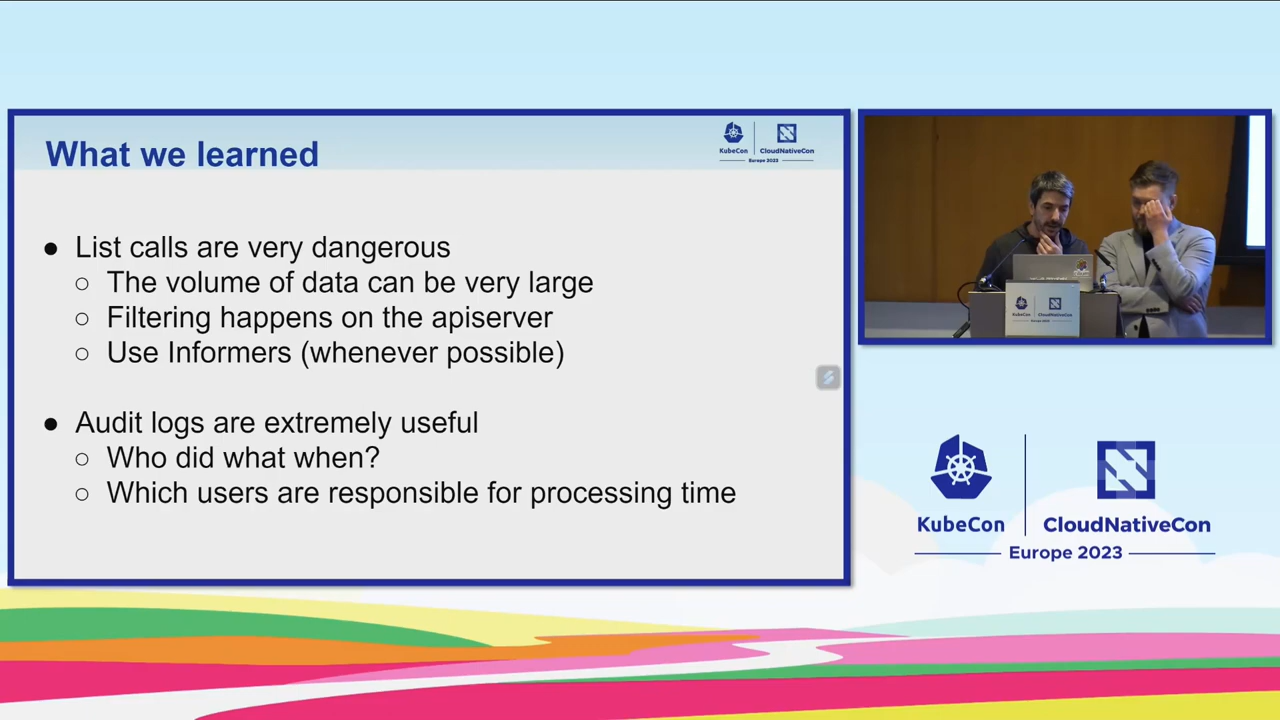 What we learned
KubeCon
CloudNativeCon
Europe 2023
● List calls are very dangerous
○ The volume of data can be very large
○ Filtering happens on the apiserver
○ Use Informers (whenever possible)
● Audit logs are extremely useful
○ Who did what when?
○ Which users are responsible for processing time
KubeCon
CloudNativeCon
KubeCon
CloudNativeCon
Europe 2023